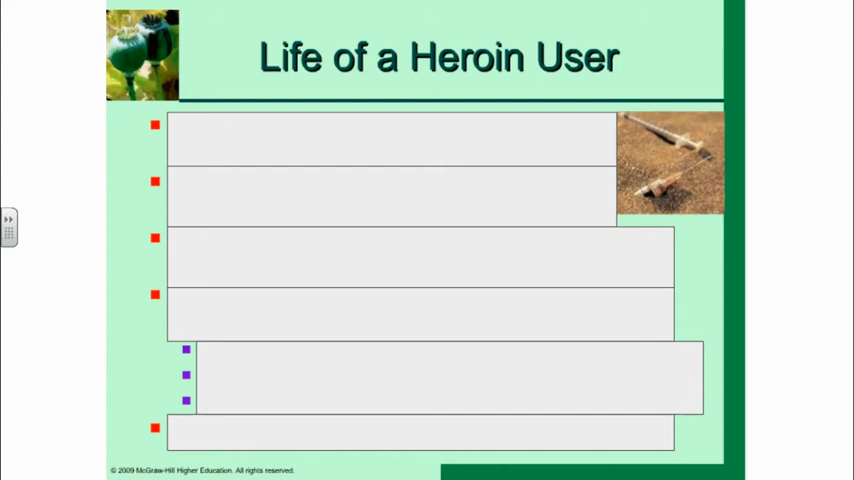 Life of a Heroin User
© 2009 McGraw-Hill Higher Education. All rights reserved.